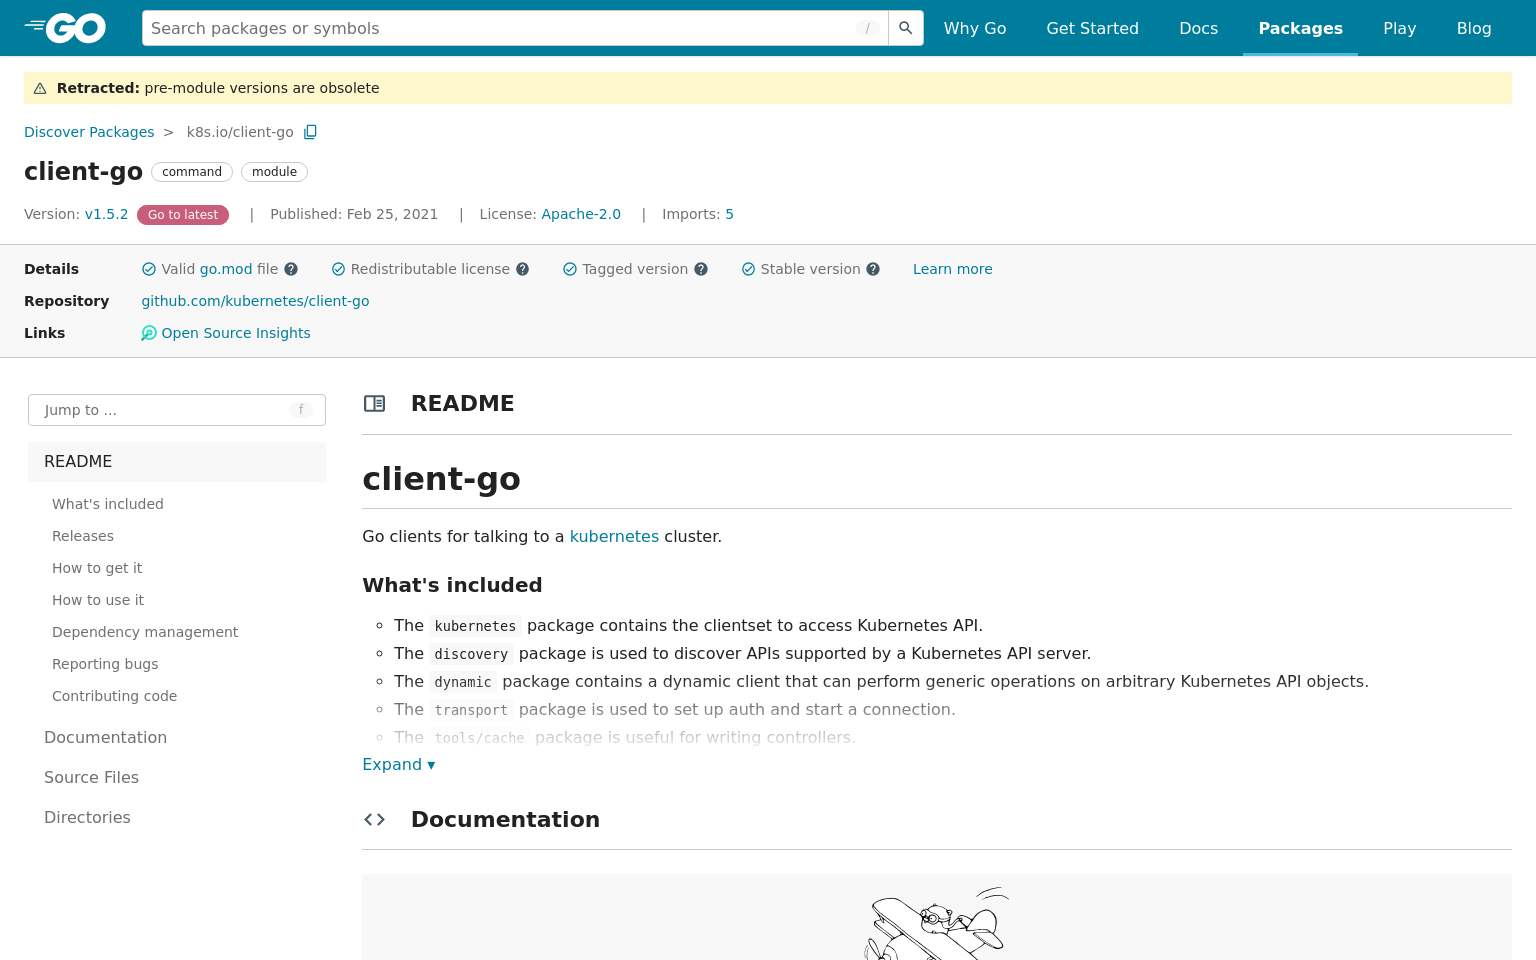 GO
Search packages or symbols /
Why Go Get Started Docs Packages Play Blog
Retracted: pre-module versions are obsolete
Discover Packages > k8s.io/client-go
client-go command module
Version: v1.5.2 Go to latest | Published: Feb 25, 2021 | License: Apache-2.0 | Imports: 5
Details Valid go.mod file Redistributable license Tagged version Stable version Learn more
Repository github.com/kubernetes/client-go
Links Open Source Insights
Jump to ... f
README
What's included
Releases
How to get it
How to use it
Dependency management
Reporting bugs
Contributing code
Documentation
Source Files
Directories
README
client-go
Go clients for talking to a kubernetes cluster.
What's included
The kubernetes package contains the clientset to access Kubernetes API.
The discovery package is used to discover APIs supported by a Kubernetes API server.
The dynamic package contains a dynamic client that can perform generic operations on arbitrary Kubernetes API objects.
The transport package is used to set up auth and start a connection.
The tools/cache package is useful for writing controllers.
Expand ▾
Documentation